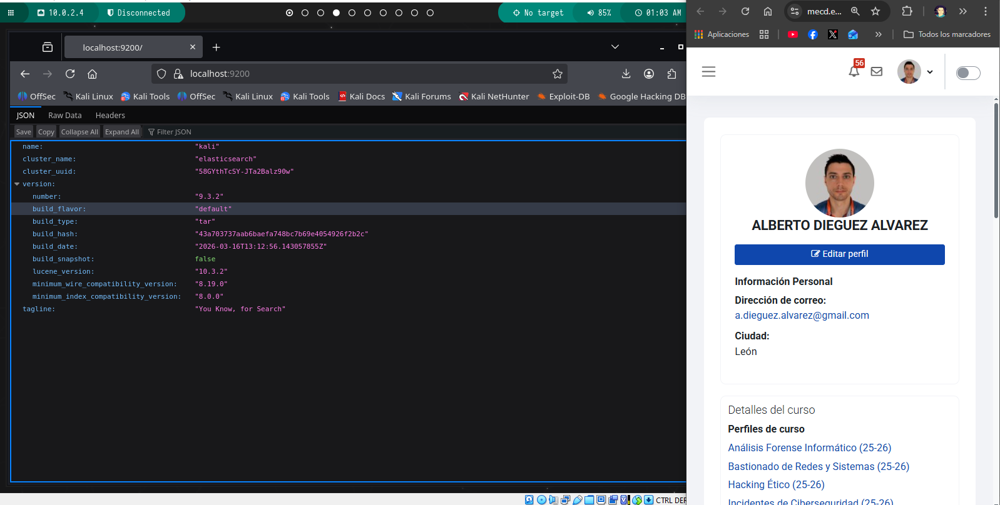 10.0.2.4
Disconnected
No target
85%
01:03 AM
localhost:9200/
localhost:9200
OffSec
Kali Linux
Kali Tools
OffSec
Kali Linux
Kali Tools
Kali Docs
Kali Forums
Kali NetHunter
Exploit-DB
Google Hacking DB
JSON
Raw Data
Headers
Save
Copy
Collapse All
Expand All
Filter JSON
name: "kali"
cluster_name: "elasticsearch"
cluster_uuid: "58GYthTcSY-JTa2Balz90w"
version:
number: "9.3.2"
build_flavor: "default"
build_type: "tar"
build_hash: "43a703737aab6baefa748bc7b69e4054926f2b2c"
build_date: "2026-03-16T13:12:56.143057855Z"
build_snapshot: false
lucene_version: "10.3.2"
minimum_wire_compatibility_version: "8.19.0"
minimum_index_compatibility_version: "8.0.0"
tagline: "You Know, for Search"
CTRL DER
mecd.e...
Aplicaciones
Todos los marcadores
56
ALBERTO DIEGUEZ ALVAREZ
Editar perfil
Información Personal
Dirección de correo:
a.dieguez.alvarez@gmail.com
Ciudad:
León
Detalles del curso
Perfiles de curso
Análisis Forense Informático (25-26)
Bastionado de Redes y Sistemas (25-26)
Hacking Ético (25-26)
Incidentes de Ciberseguridad (25-26)